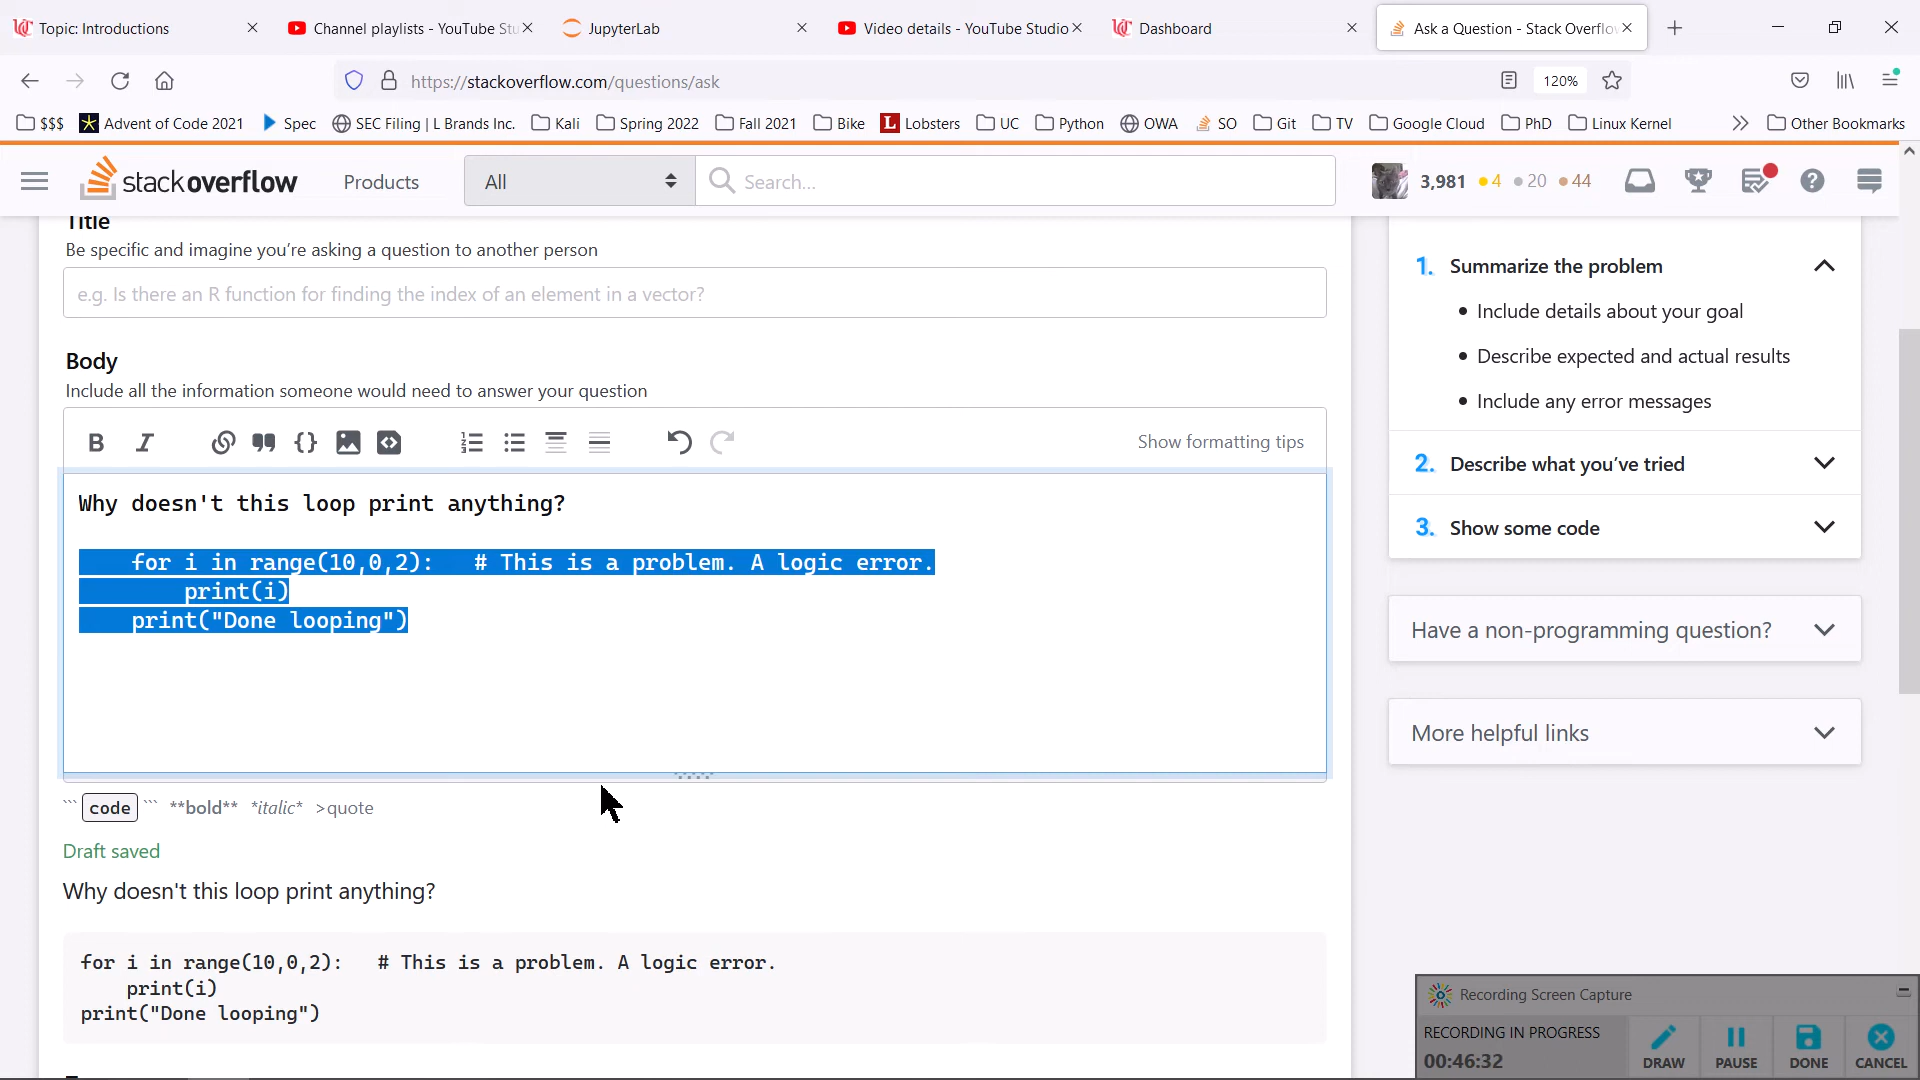 Topic: Introductions
Channel playlists - YouTube Stu
JupyterLab
Video details - YouTube Studio
Dashboard
Ask a Question - Stack Overflo
https://stackoverflow.com/questions/ask
120%
$$$
Advent of Code 2021
Spec
SEC Filing | L Brands Inc.
Kali
Spring 2022
Fall 2021
Bike
L Lobsters
UC
Python
OWA
SO
Git
TV
Google Cloud
PhD
Linux Kernel
Other Bookmarks
stackoverflow
Products
All
Search...
3,981 4 20 44
Title
Be specific and imagine you're asking a question to another person
e.g. Is there an R function for finding the index of an element in a vector?
Body
Include all the information someone would need to answer your question
B I
Show formatting tips
Why doesn't this loop print anything?
for i in range(10,0,2):   # This is a problem. A logic error.
print(i)
print("Done looping")
``` code ``` **bold** *italic* >quote
Draft saved
Why doesn't this loop print anything?
for i in range(10,0,2):   # This is a problem. A logic error.
print(i)
print("Done looping")
1. Summarize the problem
Include details about your goal
Describe expected and actual results
Include any error messages
2. Describe what you've tried
3. Show some code
Have a non-programming question?
More helpful links
Recording Screen Capture
RECORDING IN PROGRESS
00:46:32
DRAW
PAUSE
DONE
CANCEL